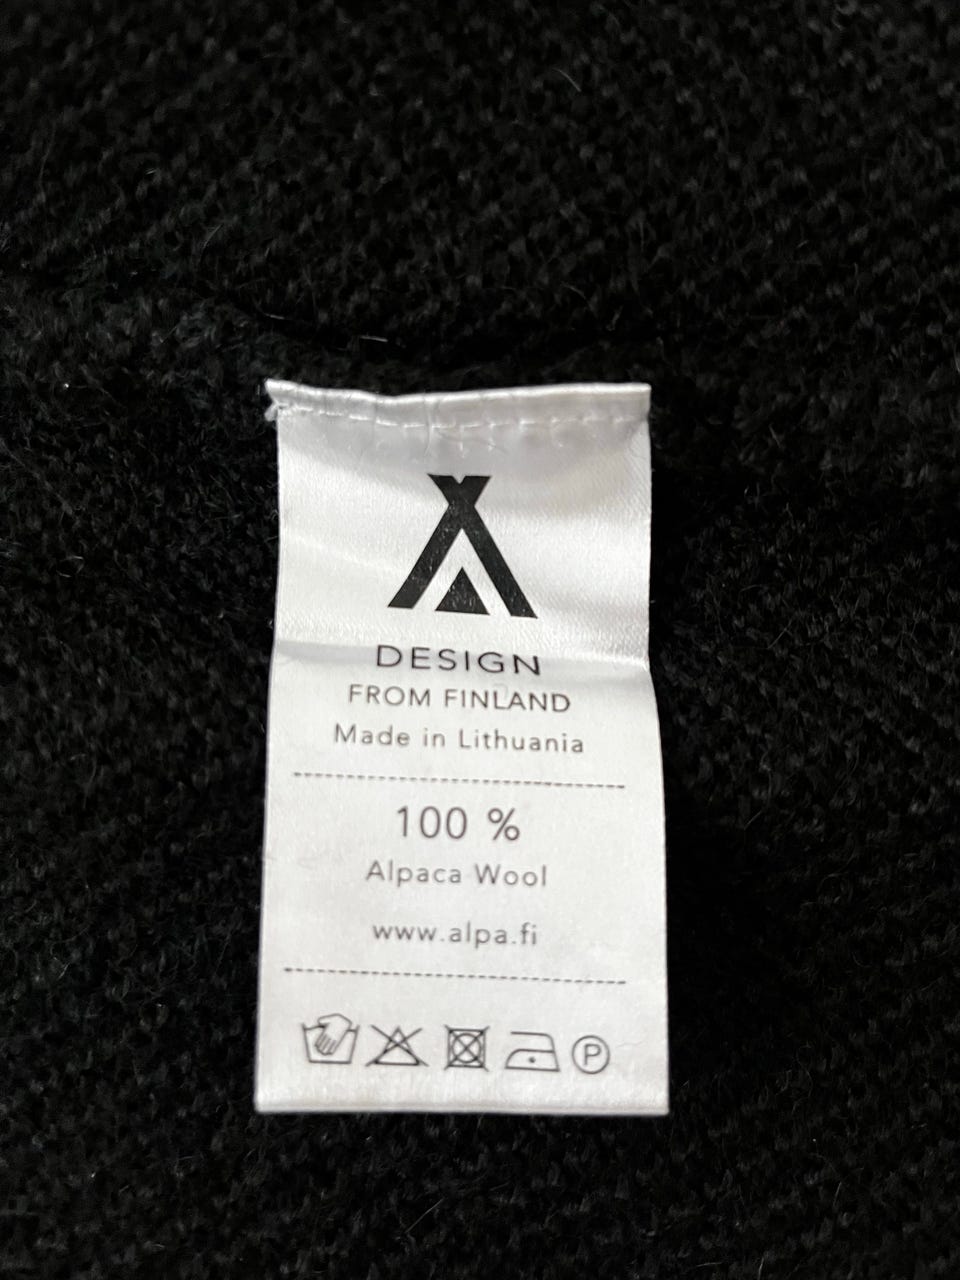 DESIGN
FROM FINLAND
Made in Lithuania
100 %
Alpaca Wool
www.alpa.fi
P